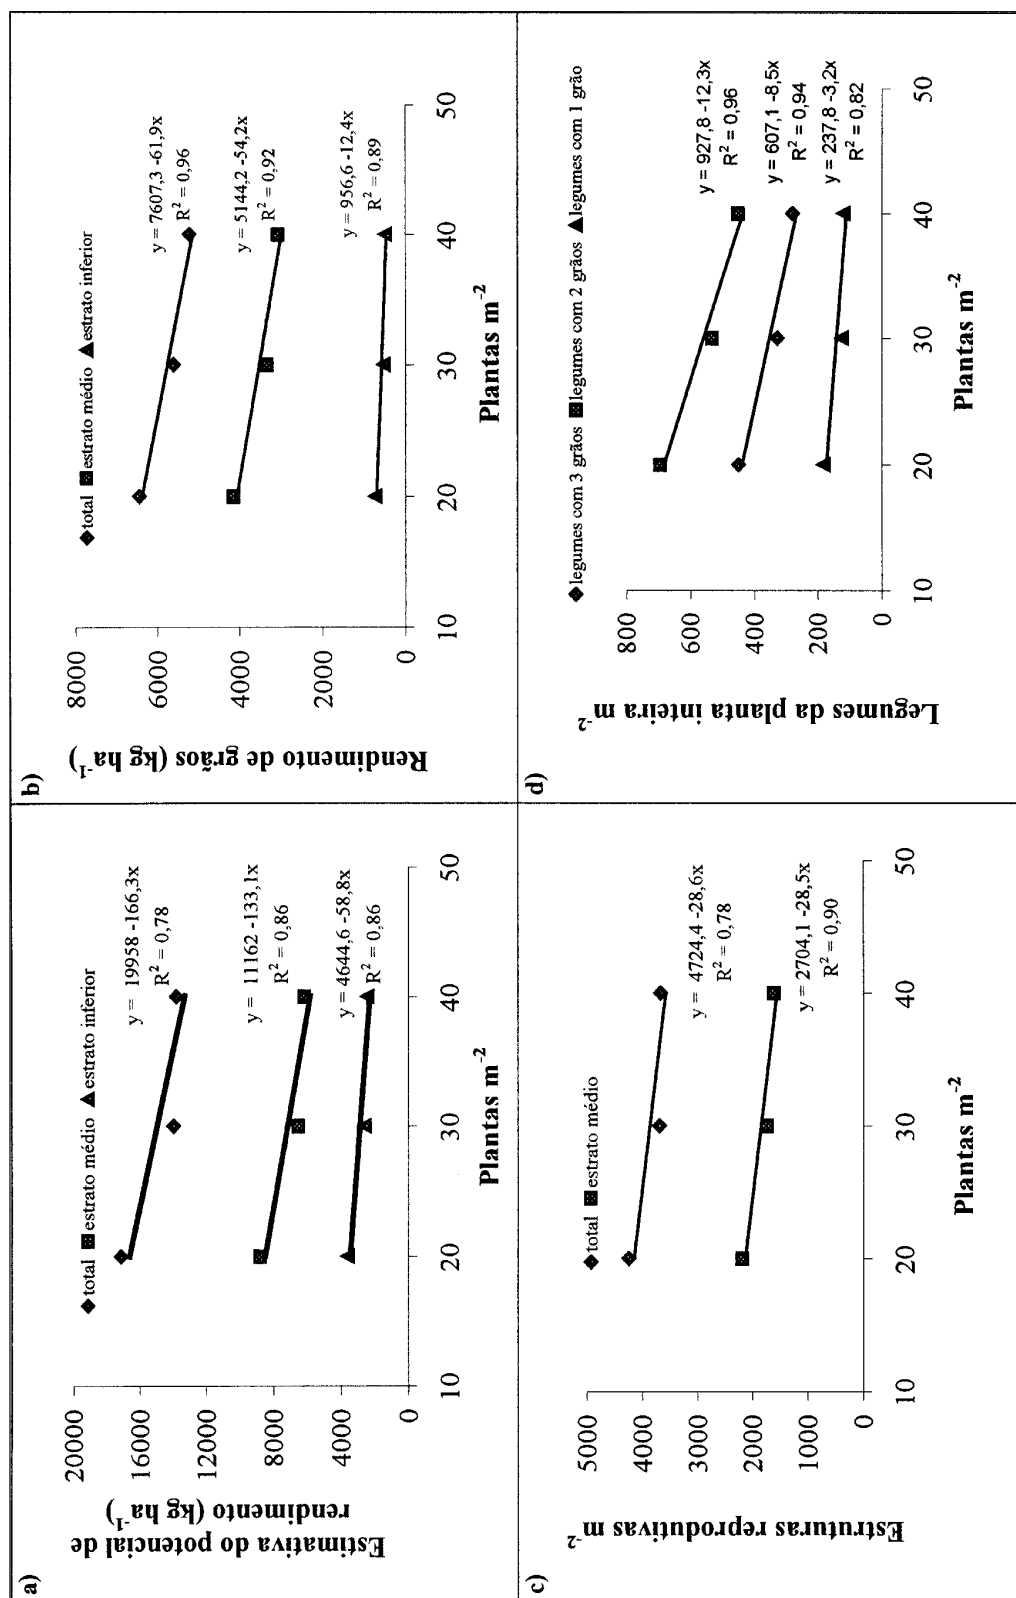 a)
Estimativa do potencial de
rendimento (kg ha⁻¹)
20000
16000
12000
8000
4000
0
◆total ■estrato médio ▲estrato inferior
y = 19958 -166,3x
R² = 0,78
y = 11162 -133,1x
R² = 0,86
y = 4644,6 -58,8x
R² = 0,86
10 20 30 40 50
Plantas m⁻²
b)
Rendimento de grãos (kg ha⁻¹)
8000
6000
4000
2000
0
◆total ■estrato médio ▲estrato inferior
y = 7607,3 -61,9x
R² = 0,96
y = 5144,2 -54,2x
R² = 0,92
y = 956,6 -12,4x
R² = 0,89
10 20 30 40 50
Plantas m⁻²
c)
Estruturas reprodutivas m⁻²
5000
4000
3000
2000
1000
0
◆total ■estrato médio
y = 4724,4 -28,6x
R² = 0,78
y = 2704,1 -28,5x
R² = 0,90
10 20 30 40 50
Plantas m⁻²
d)
Legumes da planta inteira m⁻²
800
600
400
200
0
◆legumes com 3 grãos ■legumes com 2 grãos ▲legumes com 1 grão
y = 927,8 -12,3x
R² = 0,96
y = 607,1 -8,5x
R² = 0,94
y = 237,8 -3,2x
R² = 0,82
10 20 30 40 50
Plantas m⁻²